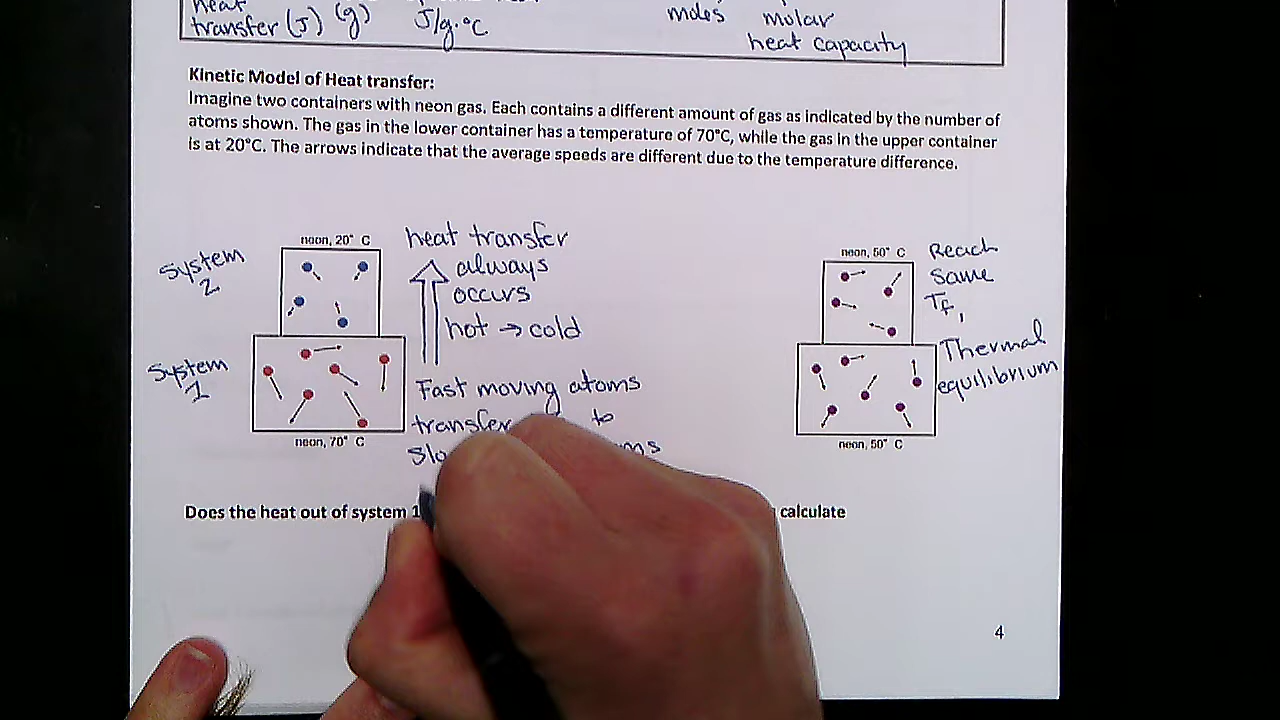 heat
transfer (J) (g) J/g·°C moles molar
heat capacity
Kinetic Model of Heat transfer:
Imagine two containers with neon gas. Each contains a different amount of gas as indicated by the number of
atoms shown. The gas in the lower container has a temperature of 70°C, while the gas in the upper container
is at 20°C. The arrows indicate that the average speeds are different due to the temperature difference.
System
2
neon, 20° C
heat transfer
always
occurs
hot → cold
System
1
neon, 70° C
Fast moving atoms
transfer to
neon, 50° C
Reach
Same
Tf,
Thermal
equilibrium
neon, 50° C
Does the heat out of system 1 calculate
4